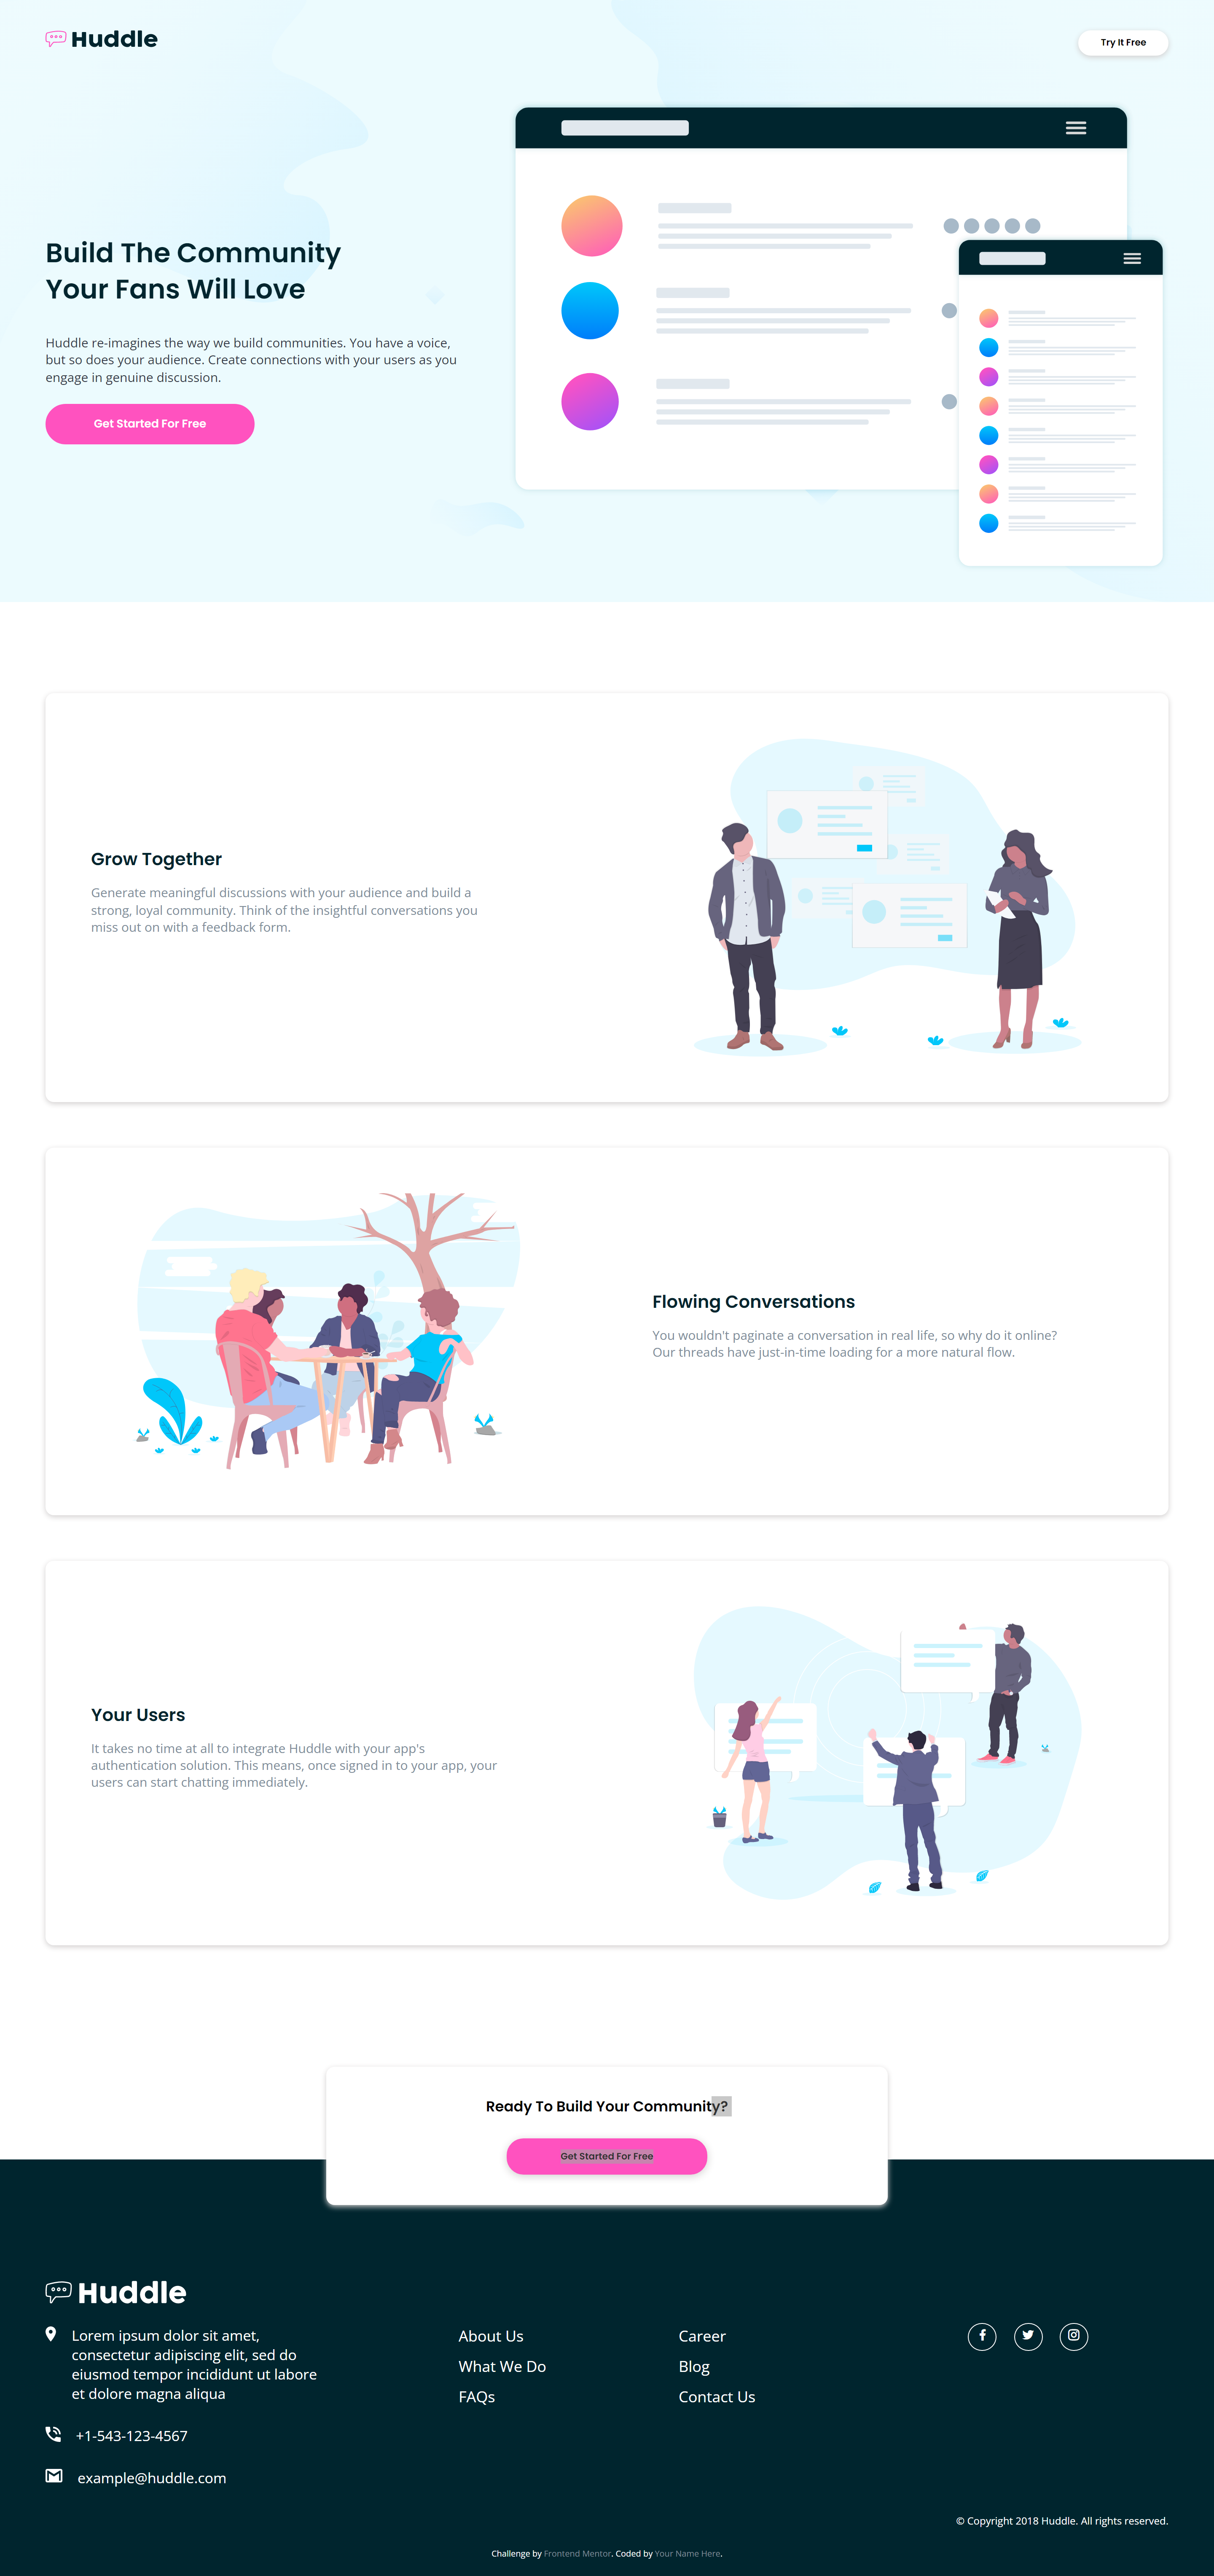 Huddle
Try It Free
Build The Community
Your Fans Will Love
Huddle re-imagines the way we build communities. You have a voice,
but so does your audience. Create connections with your users as you
engage in genuine discussion.
Get Started For Free
Grow Together
Generate meaningful discussions with your audience and build a
strong, loyal community. Think of the insightful conversations you
miss out on with a feedback form.
Flowing Conversations
You wouldn't paginate a conversation in real life, so why do it online?
Our threads have just-in-time loading for a more natural flow.
Your Users
It takes no time at all to integrate Huddle with your app's
authentication solution. This means, once signed in to your app, your
users can start chatting immediately.
Ready To Build Your Community?
Get Started For Free
Huddle
Lorem ipsum dolor sit amet,
consectetur adipiscing elit, sed do
eiusmod tempor incididunt ut labore
et dolore magna aliqua
+1-543-123-4567
example@huddle.com
About Us
What We Do
FAQs
Career
Blog
Contact Us
© Copyright 2018 Huddle. All rights reserved.
Challenge by Frontend Mentor. Coded by Your Name Here.